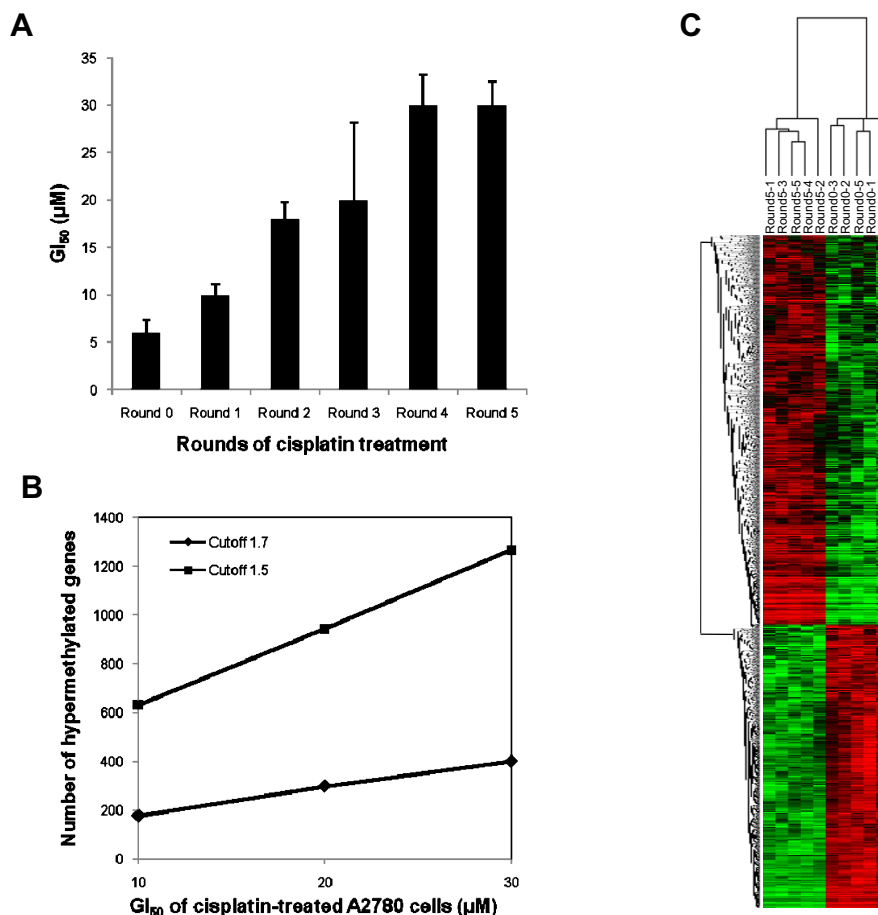 A
GI50 (µM)
35
30
25
20
15
10
5
0
Round 0 Round 1 Round 2 Round 3 Round 4 Round 5
Rounds of cisplatin treatment
B
Number of hypermethylated genes
1400
1200
1000
800
600
400
200
0
Cutoff 1.7
Cutoff 1.5
10 20 30
GI50 of cisplatin-treated A2780 cells (µM)
C
Round5-1
Round5-3
Round5-5
Round5-4
Round5-2
Round0-3
Round0-2
Round0-5
Round0-1